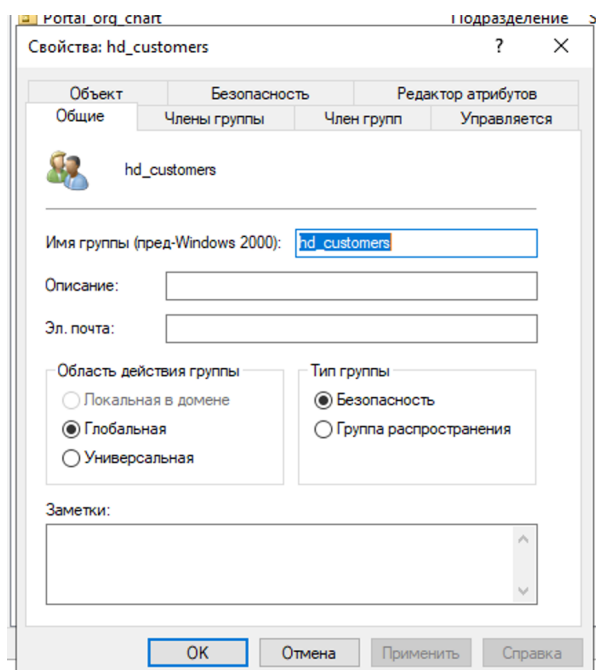 Portal_org_chart Подразделение
Свойства: hd_customers ? ×
Объект Безопасность Редактор атрибутов
Общие Члены группы Член групп Управляется
hd_customers
Имя группы (пред-Windows 2000): hd_customers
Описание:
Эл. почта:
Область действия группы Тип группы
Локальная в домене Безопасность
Глобальная Группа распространения
Универсальная
Заметки:
OK Отмена Применить Справка